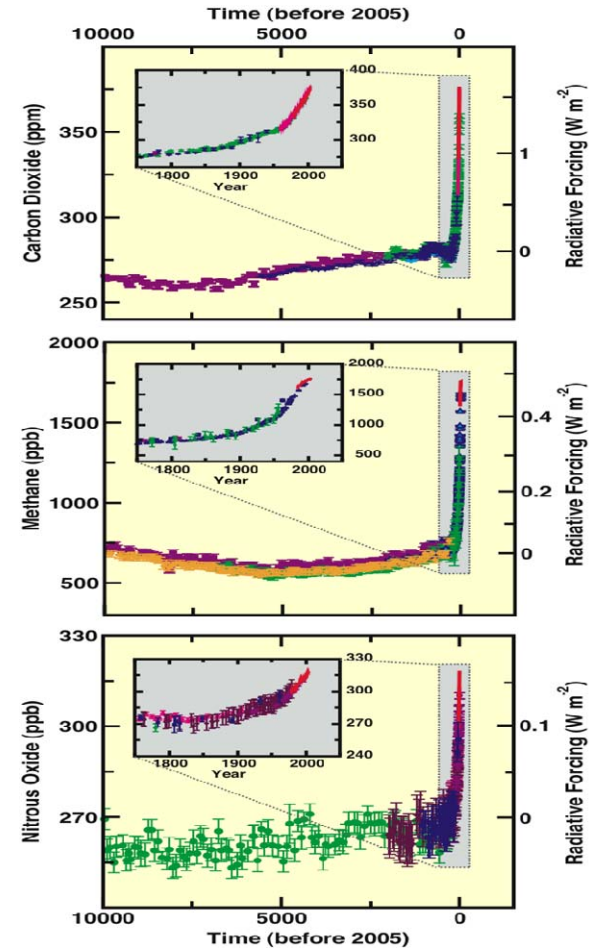 Time (before 2005)
10000 5000 0
Carbon Dioxide (ppm)
350
300
250
400
350
300
1800 1900 2000
Year
1
0
Radiative Forcing (W m-2)
Methane (ppb)
2000
1500
1000
500
2000
1500
1000
500
1800 1900 2000
Year
0.4
0.2
0
Radiative Forcing (W m-2)
Nitrous Oxide (ppb)
330
300
270
330
300
270
240
1800 1900 2000
Year
0.1
0
Radiative Forcing (W m-2)
10000 5000 0
Time (before 2005)